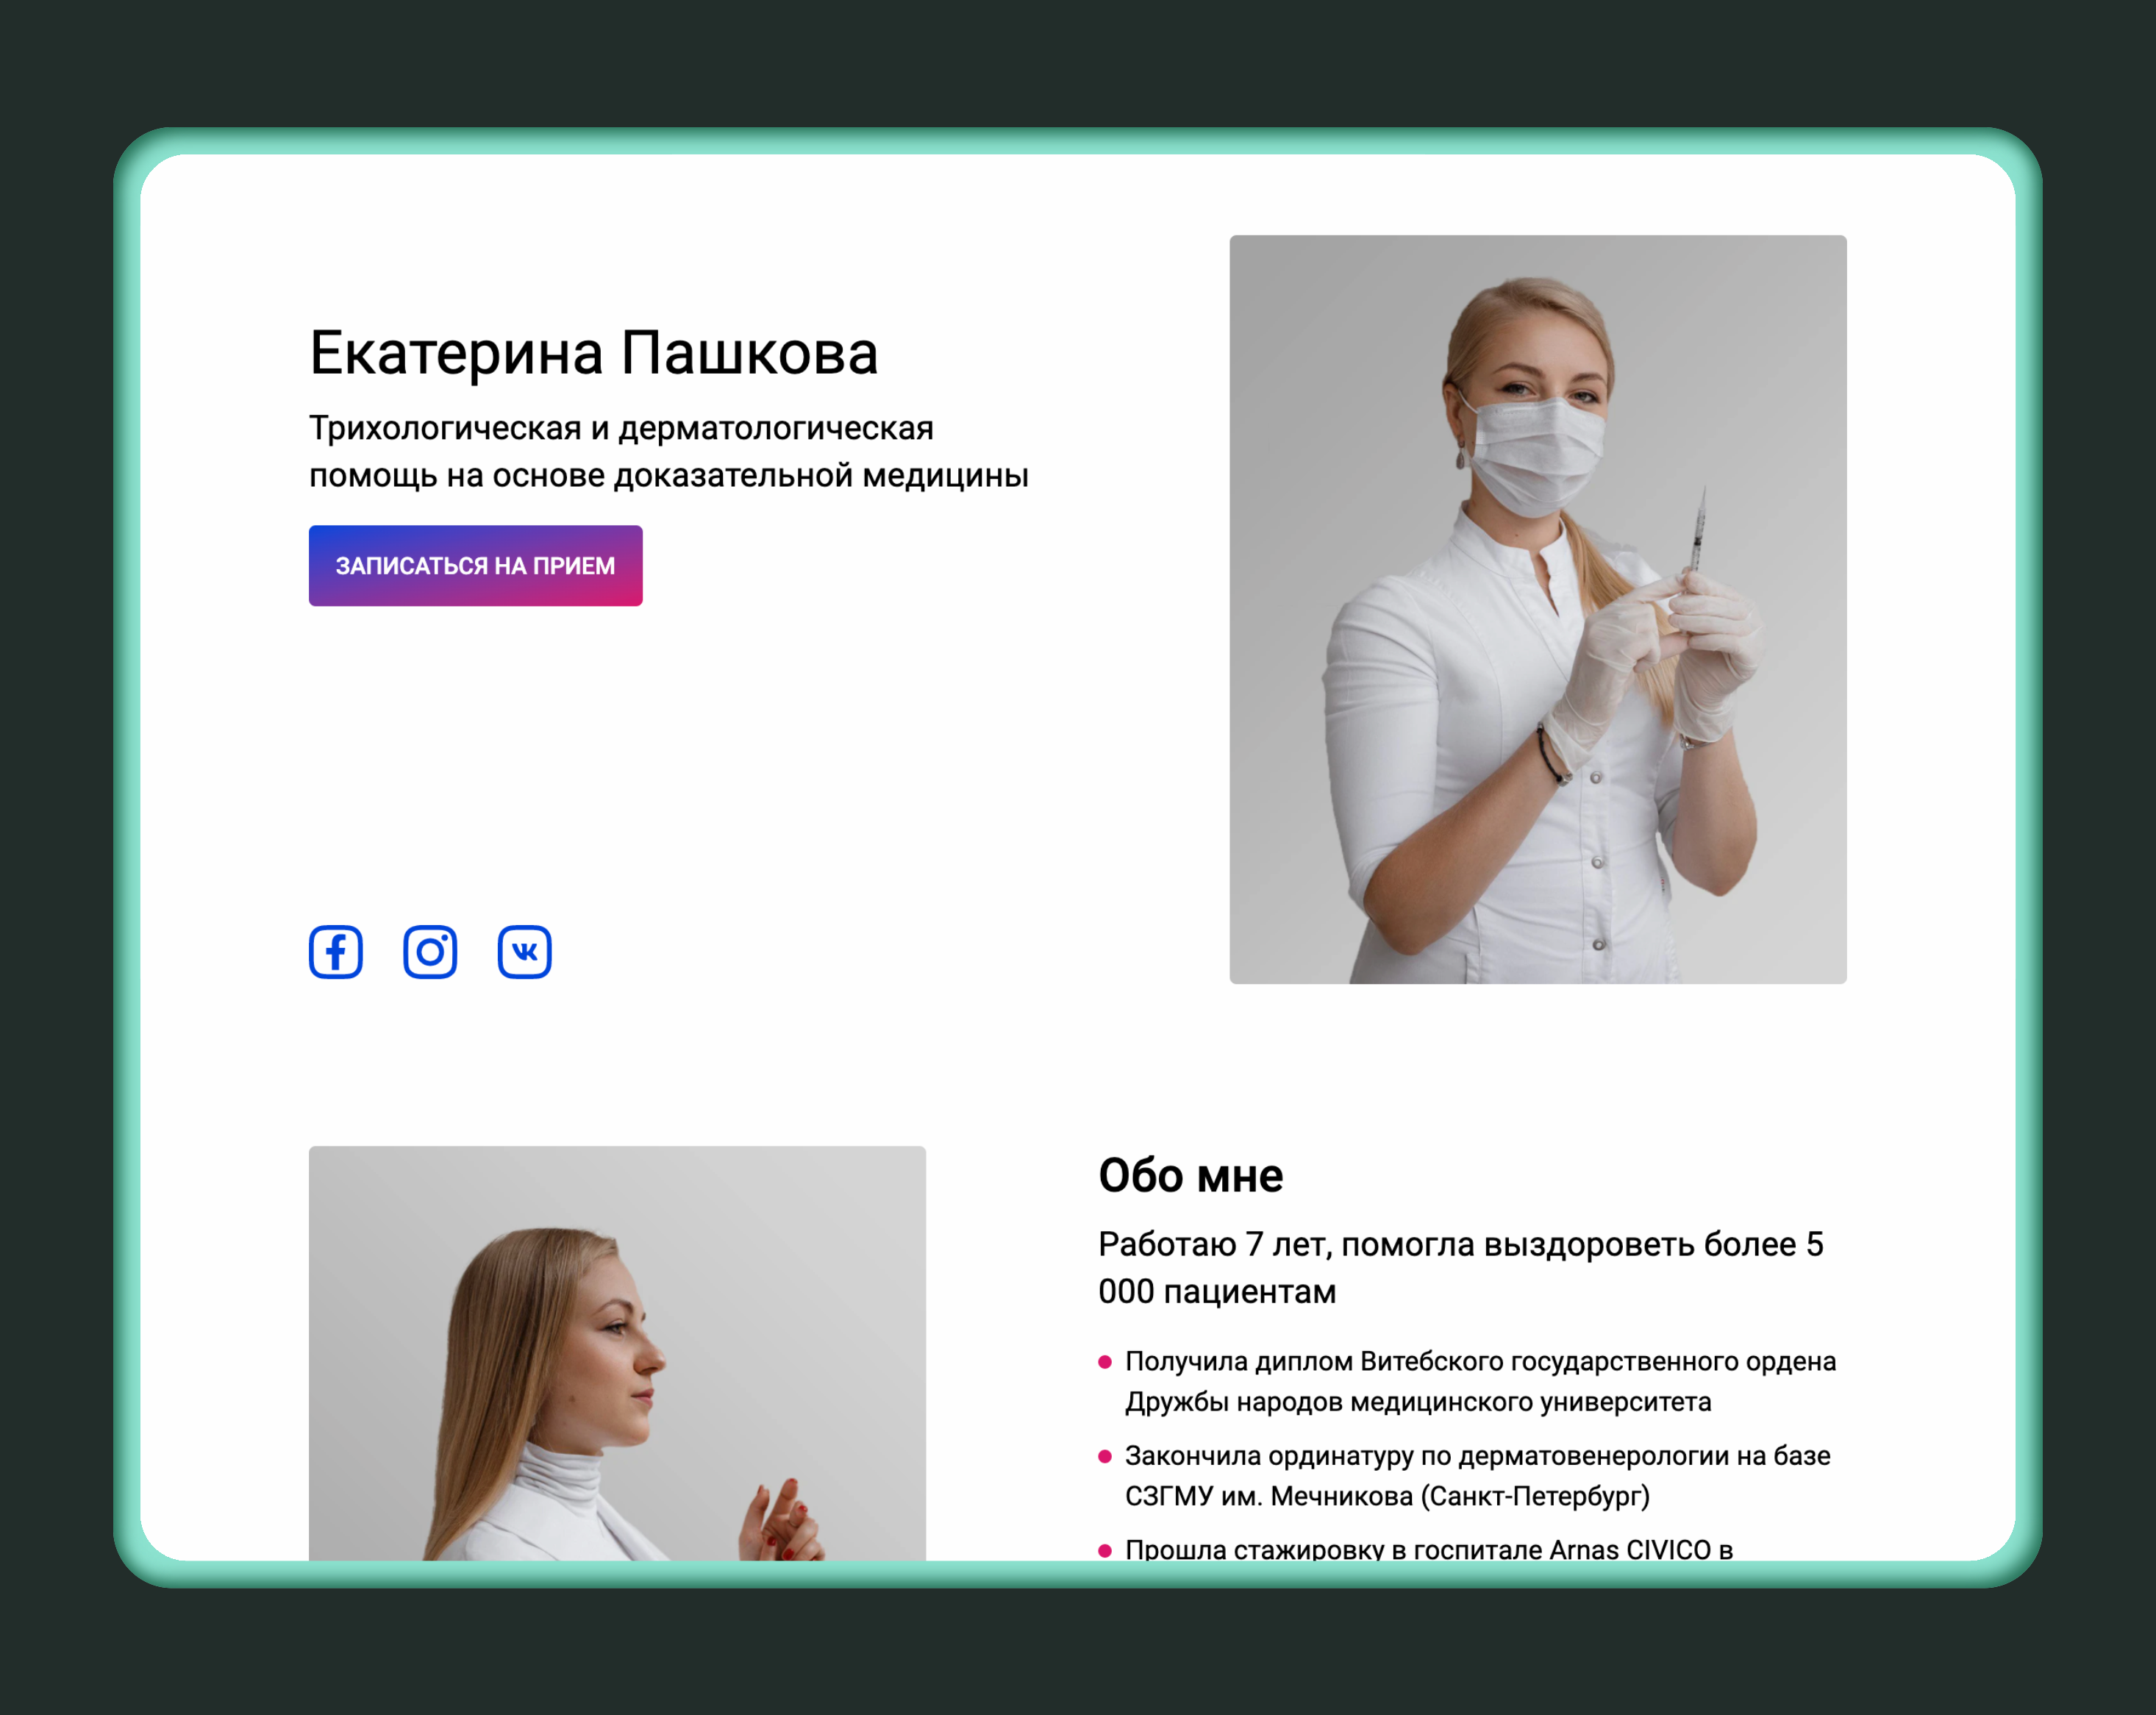 Екатерина Пашкова
Трихологическая и дерматологическая
помощь на основе доказательной медицины
ЗАПИСАТЬСЯ НА ПРИЕМ
Обо мне
Работаю 7 лет, помогла выздороветь более 5
000 пациентам
Получила диплом Витебского государственного ордена
Дружбы народов медицинского университета
Закончила ординатуру по дерматовенерологии на базе
СЗГМУ им. Мечникова (Санкт-Петербург)
Прошла стажировку в госпитале Arnas CIVICO в